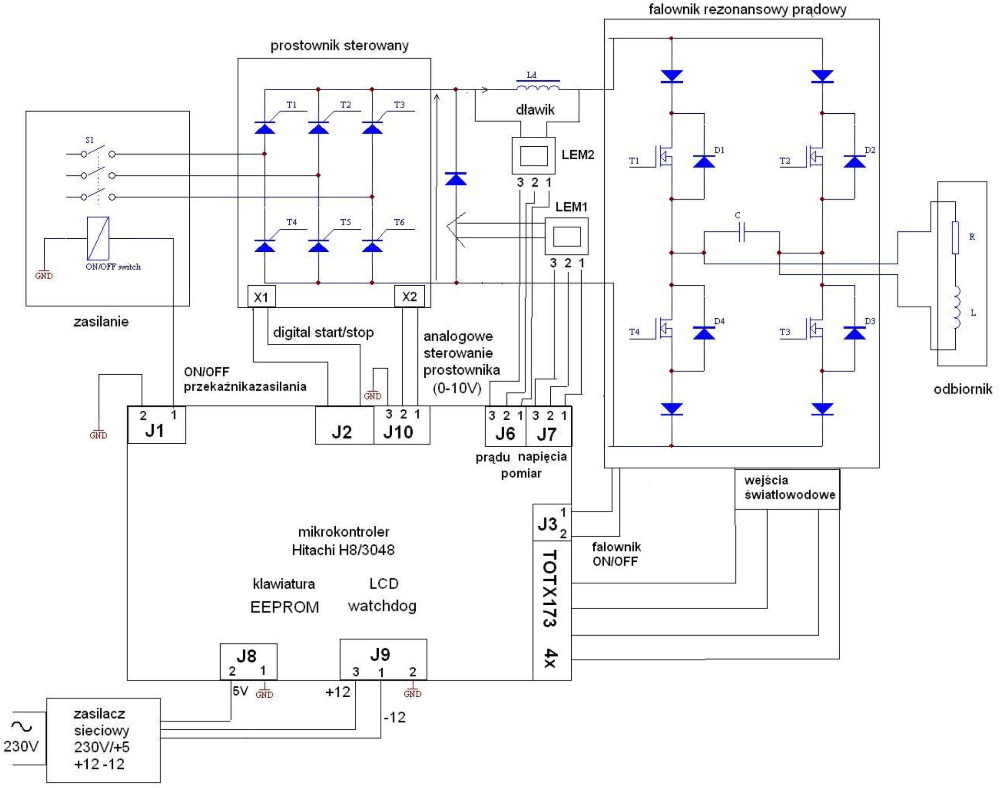 falownik rezonansowy prądowy
prostownik sterowany
Ld
dławik
T1
T2
T3
S1
LEM2
3 2 1
LEM1
3 2 1
T4
T5
T6
ON/OFF switch
GND
zasilanie
X1
X2
T1
D1
T2
D2
C
T4
D4
T3
D3
R
L
odbiornik
digital start/stop
analogowe
sterowanie
prostownika
(0-10V)
ON/OFF
przekaźnikazasilania
GND
GND
2 1
J1
J2
3 2 1
J10
3 2 1
J6
3 2 1
J7
prądu napięcia
pomiar
wejścia
światłowodowe
1
J3
2
falownik
ON/OFF
TOTX173 4x
mikrokontroler
Hitachi H8/3048
klawiatura LCD
EEPROM watchdog
J8
2 1
J9
3 1 2
5V
GND
+12
-12
GND
230V
zasilacz
sieciowy
230V/+5
+12 -12